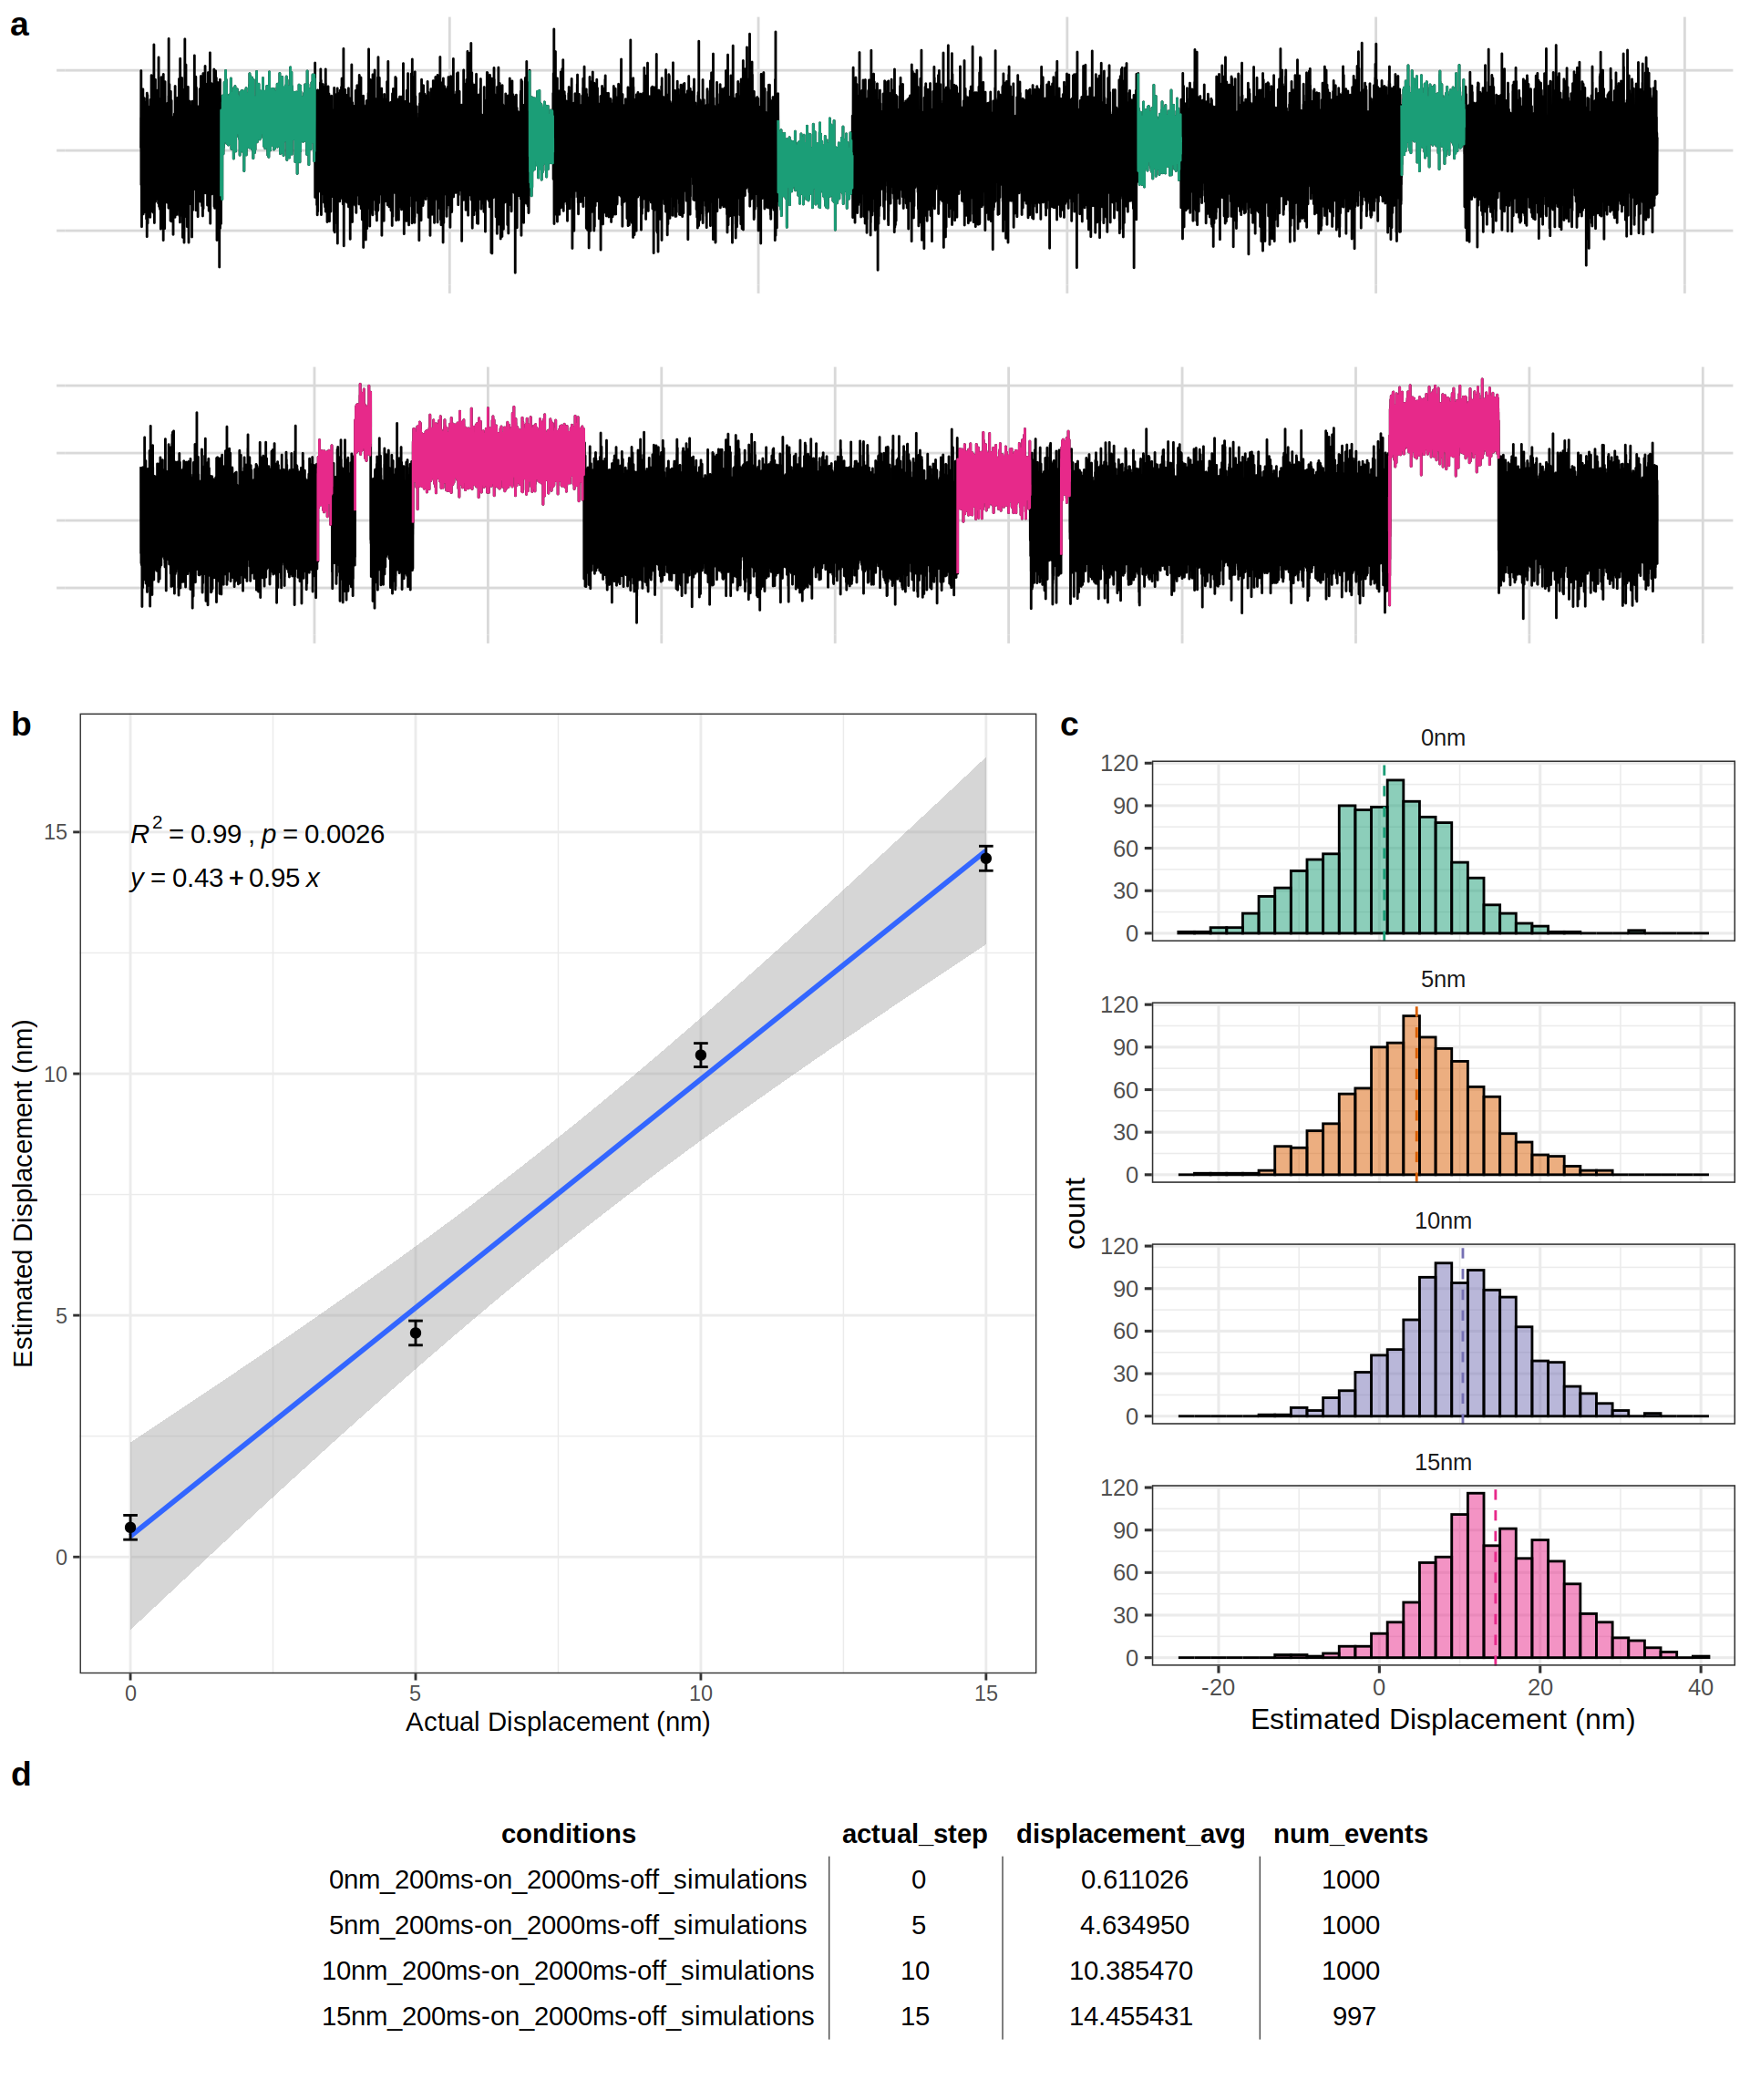 a
b
R² = 0.99 , p = 0.0026
y = 0.43 + 0.95 x
15
10
5
0
Estimated Displacement (nm)
0 5 10 15
Actual Displacement (nm)
c
count
0nm
120
90
60
30
0
5nm
120
90
60
30
0
10nm
120
90
60
30
0
15nm
120
90
60
30
0
-20 0 20 40
Estimated Displacement (nm)
d
conditions actual_step displacement_avg num_events
0nm_200ms-on_2000ms-off_simulations 0 0.611026 1000
5nm_200ms-on_2000ms-off_simulations 5 4.634950 1000
10nm_200ms-on_2000ms-off_simulations 10 10.385470 1000
15nm_200ms-on_2000ms-off_simulations 15 14.455431 997